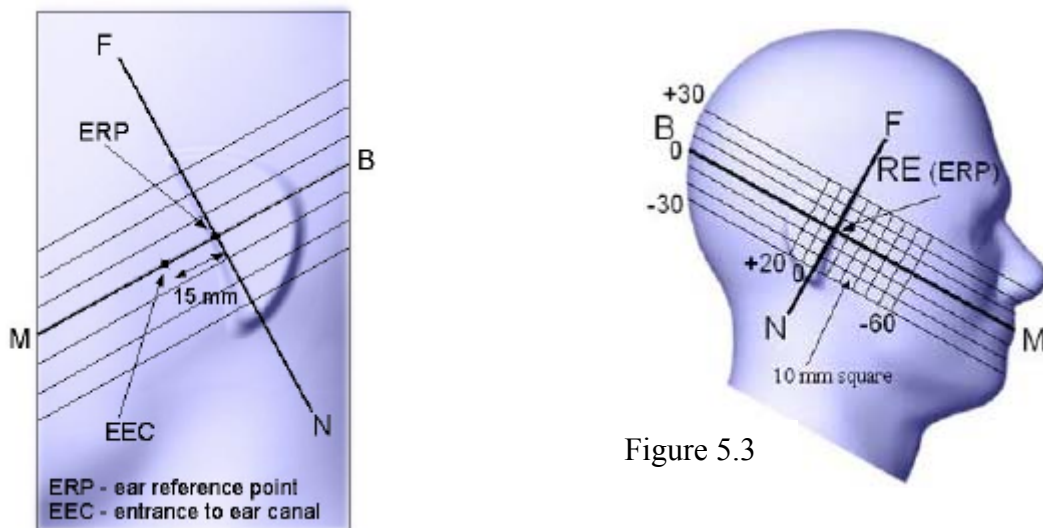 F
ERP
B
15 mm
M
EEC
N
ERP - ear reference point
EEC - entrance to ear canal
+30
B
0
F
RE (ERP)
-30
+20
0
N
-60
M
10 mm square
Figure 5.3